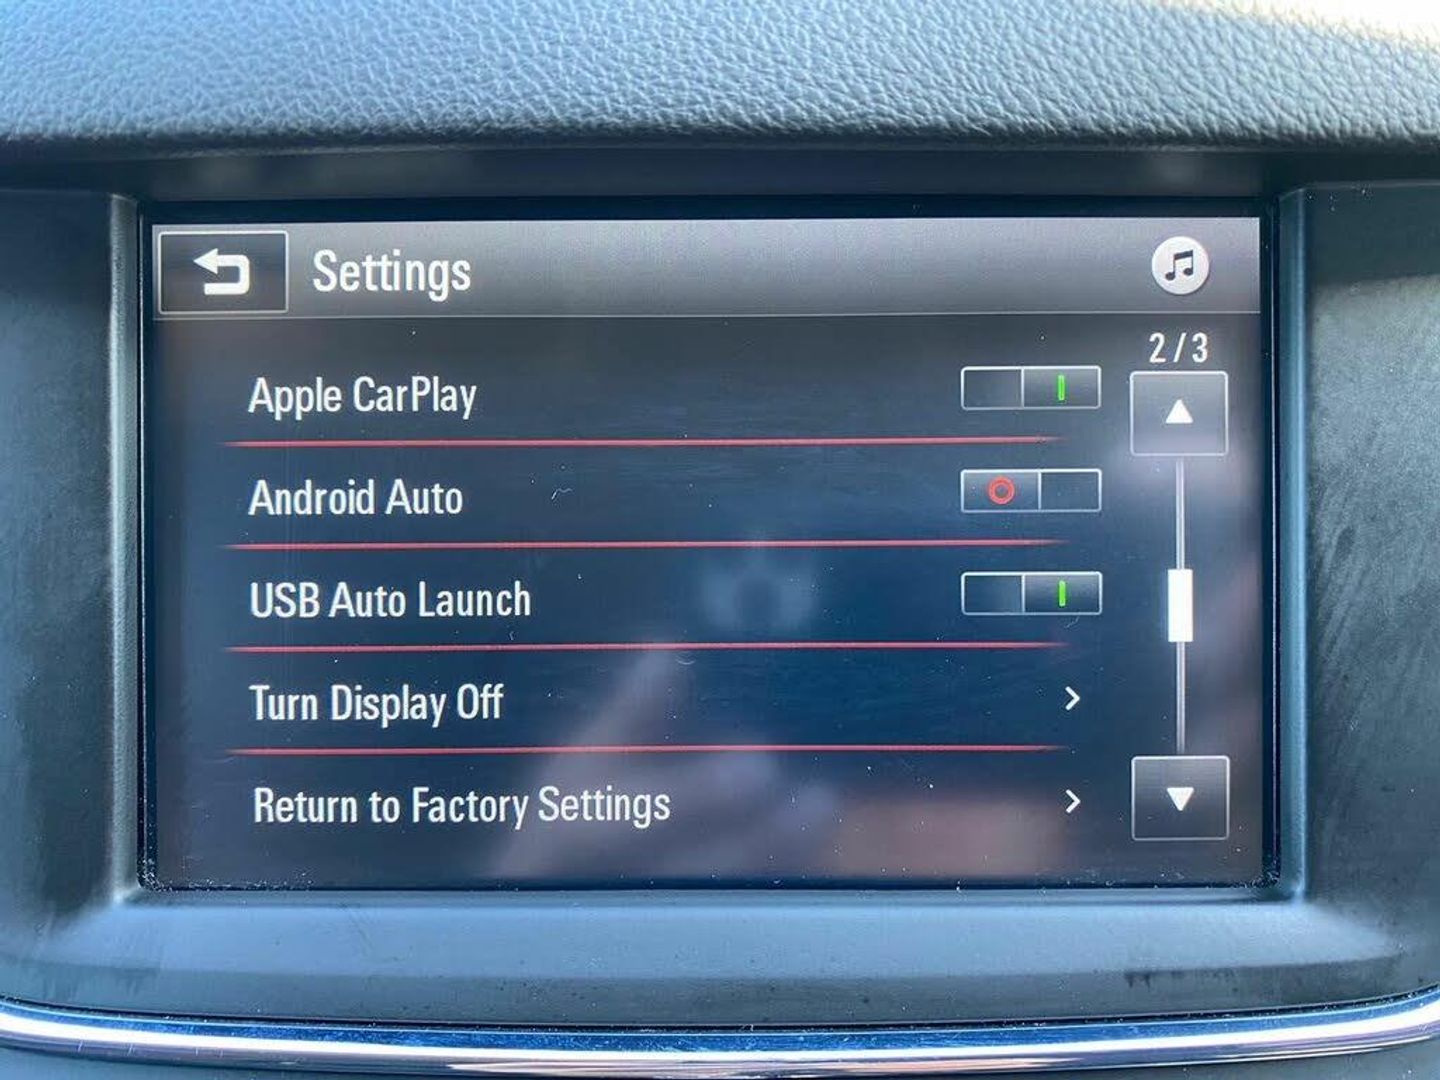 Settings
2/3
Apple CarPlay
Android Auto
USB Auto Launch
Turn Display Off
Return to Factory Settings